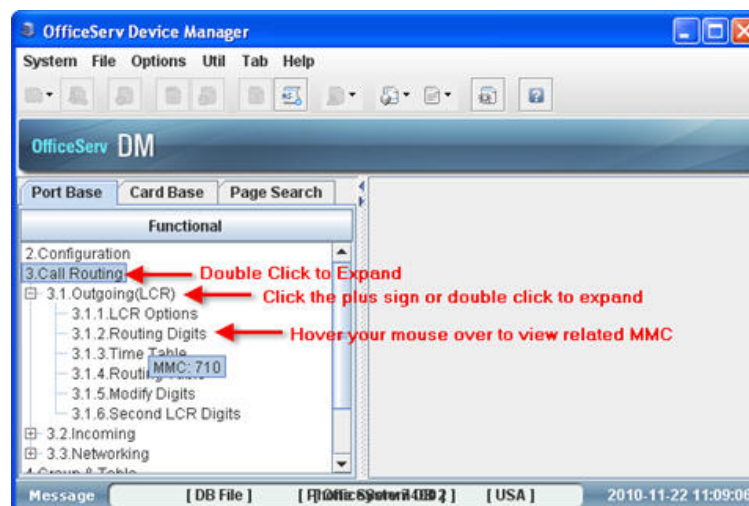 OfficeServ Device Manager
System File Options Util Tab Help
OfficeServ DM
Port Base Card Base Page Search
Functional
2.Configuration
3.Call Routing Double Click to Expand
3.1.Outgoing(LCR) Click the plus sign or double click to expand
3.1.1.LCR Options
3.1.2.Routing Digits Hover your mouse over to view related MMC
3.1.3.Time Table
MMC: 710
3.1.4.Routing
3.1.5.Modify Digits
3.1.6.Second LCR Digits
3.2.Incoming
3.3.Networking
4.Group & Table
Message [ DB File ] [ USA ] 2010-11-22 11:09:06